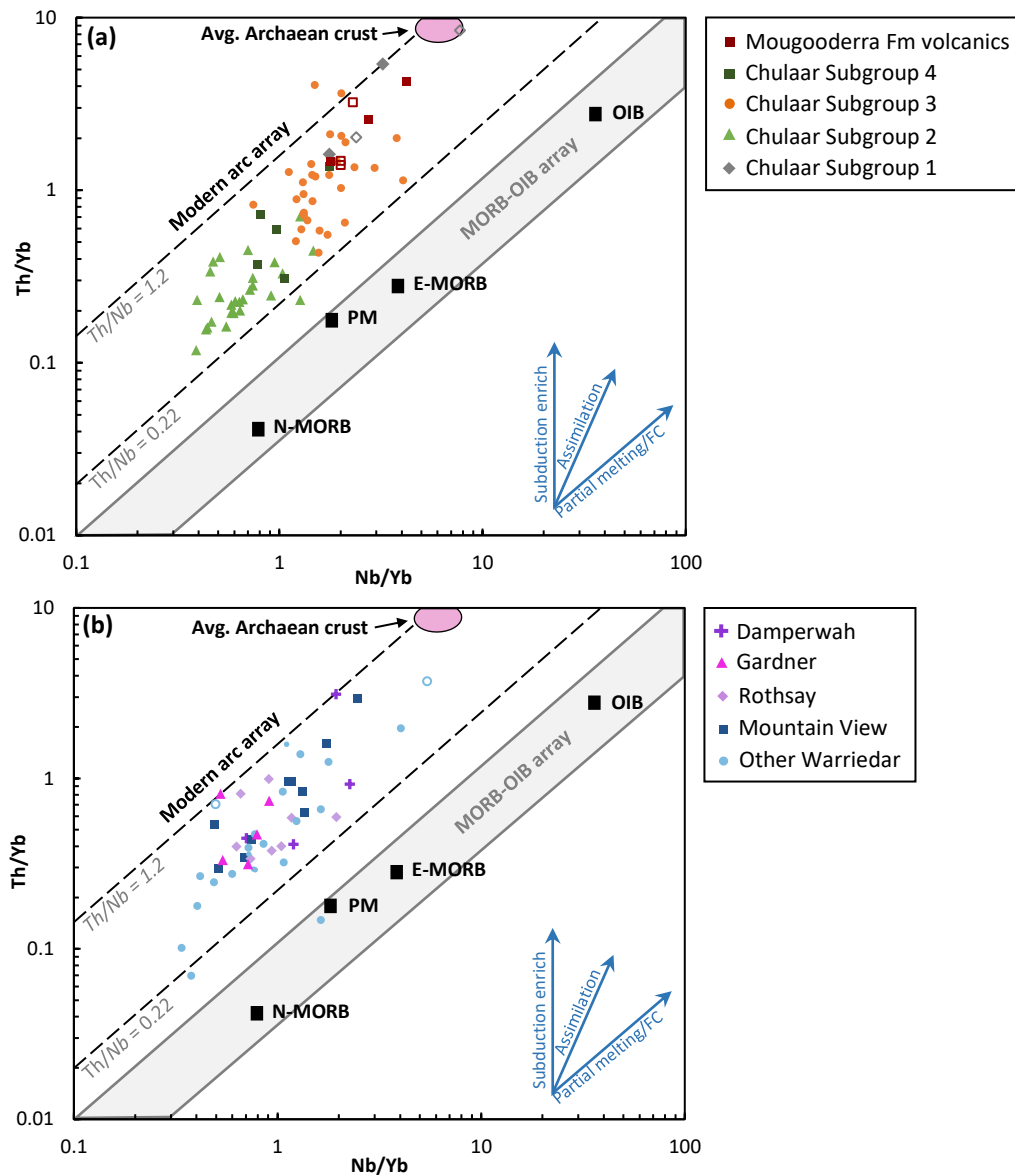 (a)
Avg. Archaean crust
Modern arc array
Th/Nb = 1.2
Th/Nb = 0.22
MORB-OIB array
OIB
E-MORB
PM
N-MORB
Subduction enrich
Assimilation
Partial melting/FC
Th/Yb
10
1
0.1
0.01
0.1
1
10
100
Nb/Yb
Mougooderra Fm volcanics
Chulaar Subgroup 4
Chulaar Subgroup 3
Chulaar Subgroup 2
Chulaar Subgroup 1
(b)
Avg. Archaean crust
Modern arc array
Th/Nb = 1.2
Th/Nb = 0.22
MORB-OIB array
OIB
E-MORB
PM
N-MORB
Subduction enrich
Assimilation
Partial melting/FC
Th/Yb
10
1
0.1
0.01
0.1
1
10
100
Nb/Yb
Damperwah
Gardner
Rothsay
Mountain View
Other Warriedar